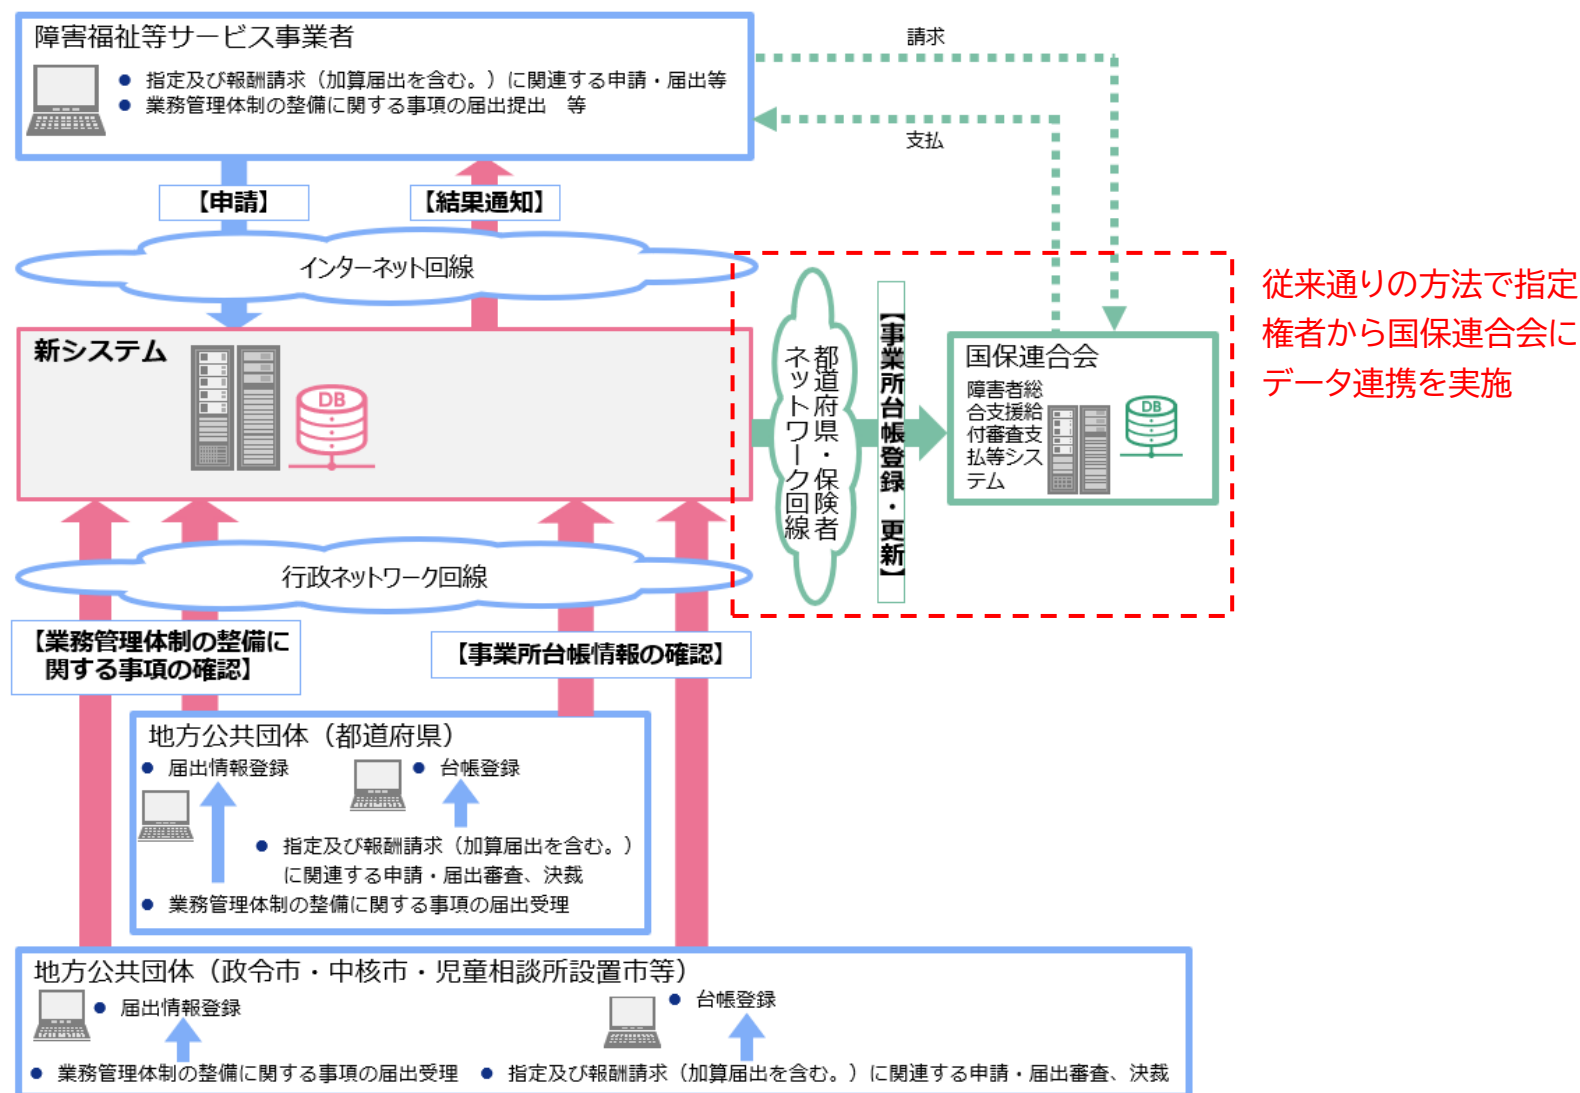 障害福祉等サービス事業者
● 指定及び報酬請求（加算届出を含む。）に関連する申請・届出等
● 業務管理体制の整備に関する事項の届出提出　等
請求
支払
【申請】
【結果通知】
インターネット回線
新システム
DB
都道府県・保険者
ネットワーク回線
【事業所台帳登録・更新】
国保連合会
障害者総
合支援給
付審査支
払等シス
テム
DB
従来通りの方法で指定
権者から国保連合会に
データ連携を実施
行政ネットワーク回線
【業務管理体制の整備に
関する事項の確認】
【事業所台帳情報の確認】
地方公共団体（都道府県）
● 届出情報登録
● 台帳登録
● 指定及び報酬請求（加算届出を含む。）
に関連する申請・届出審査、決裁
● 業務管理体制の整備に関する事項の届出受理
地方公共団体（政令市・中核市・児童相談所設置市等）
● 届出情報登録
● 台帳登録
● 業務管理体制の整備に関する事項の届出受理
● 指定及び報酬請求（加算届出を含む。）に関連する申請・届出審査、決裁